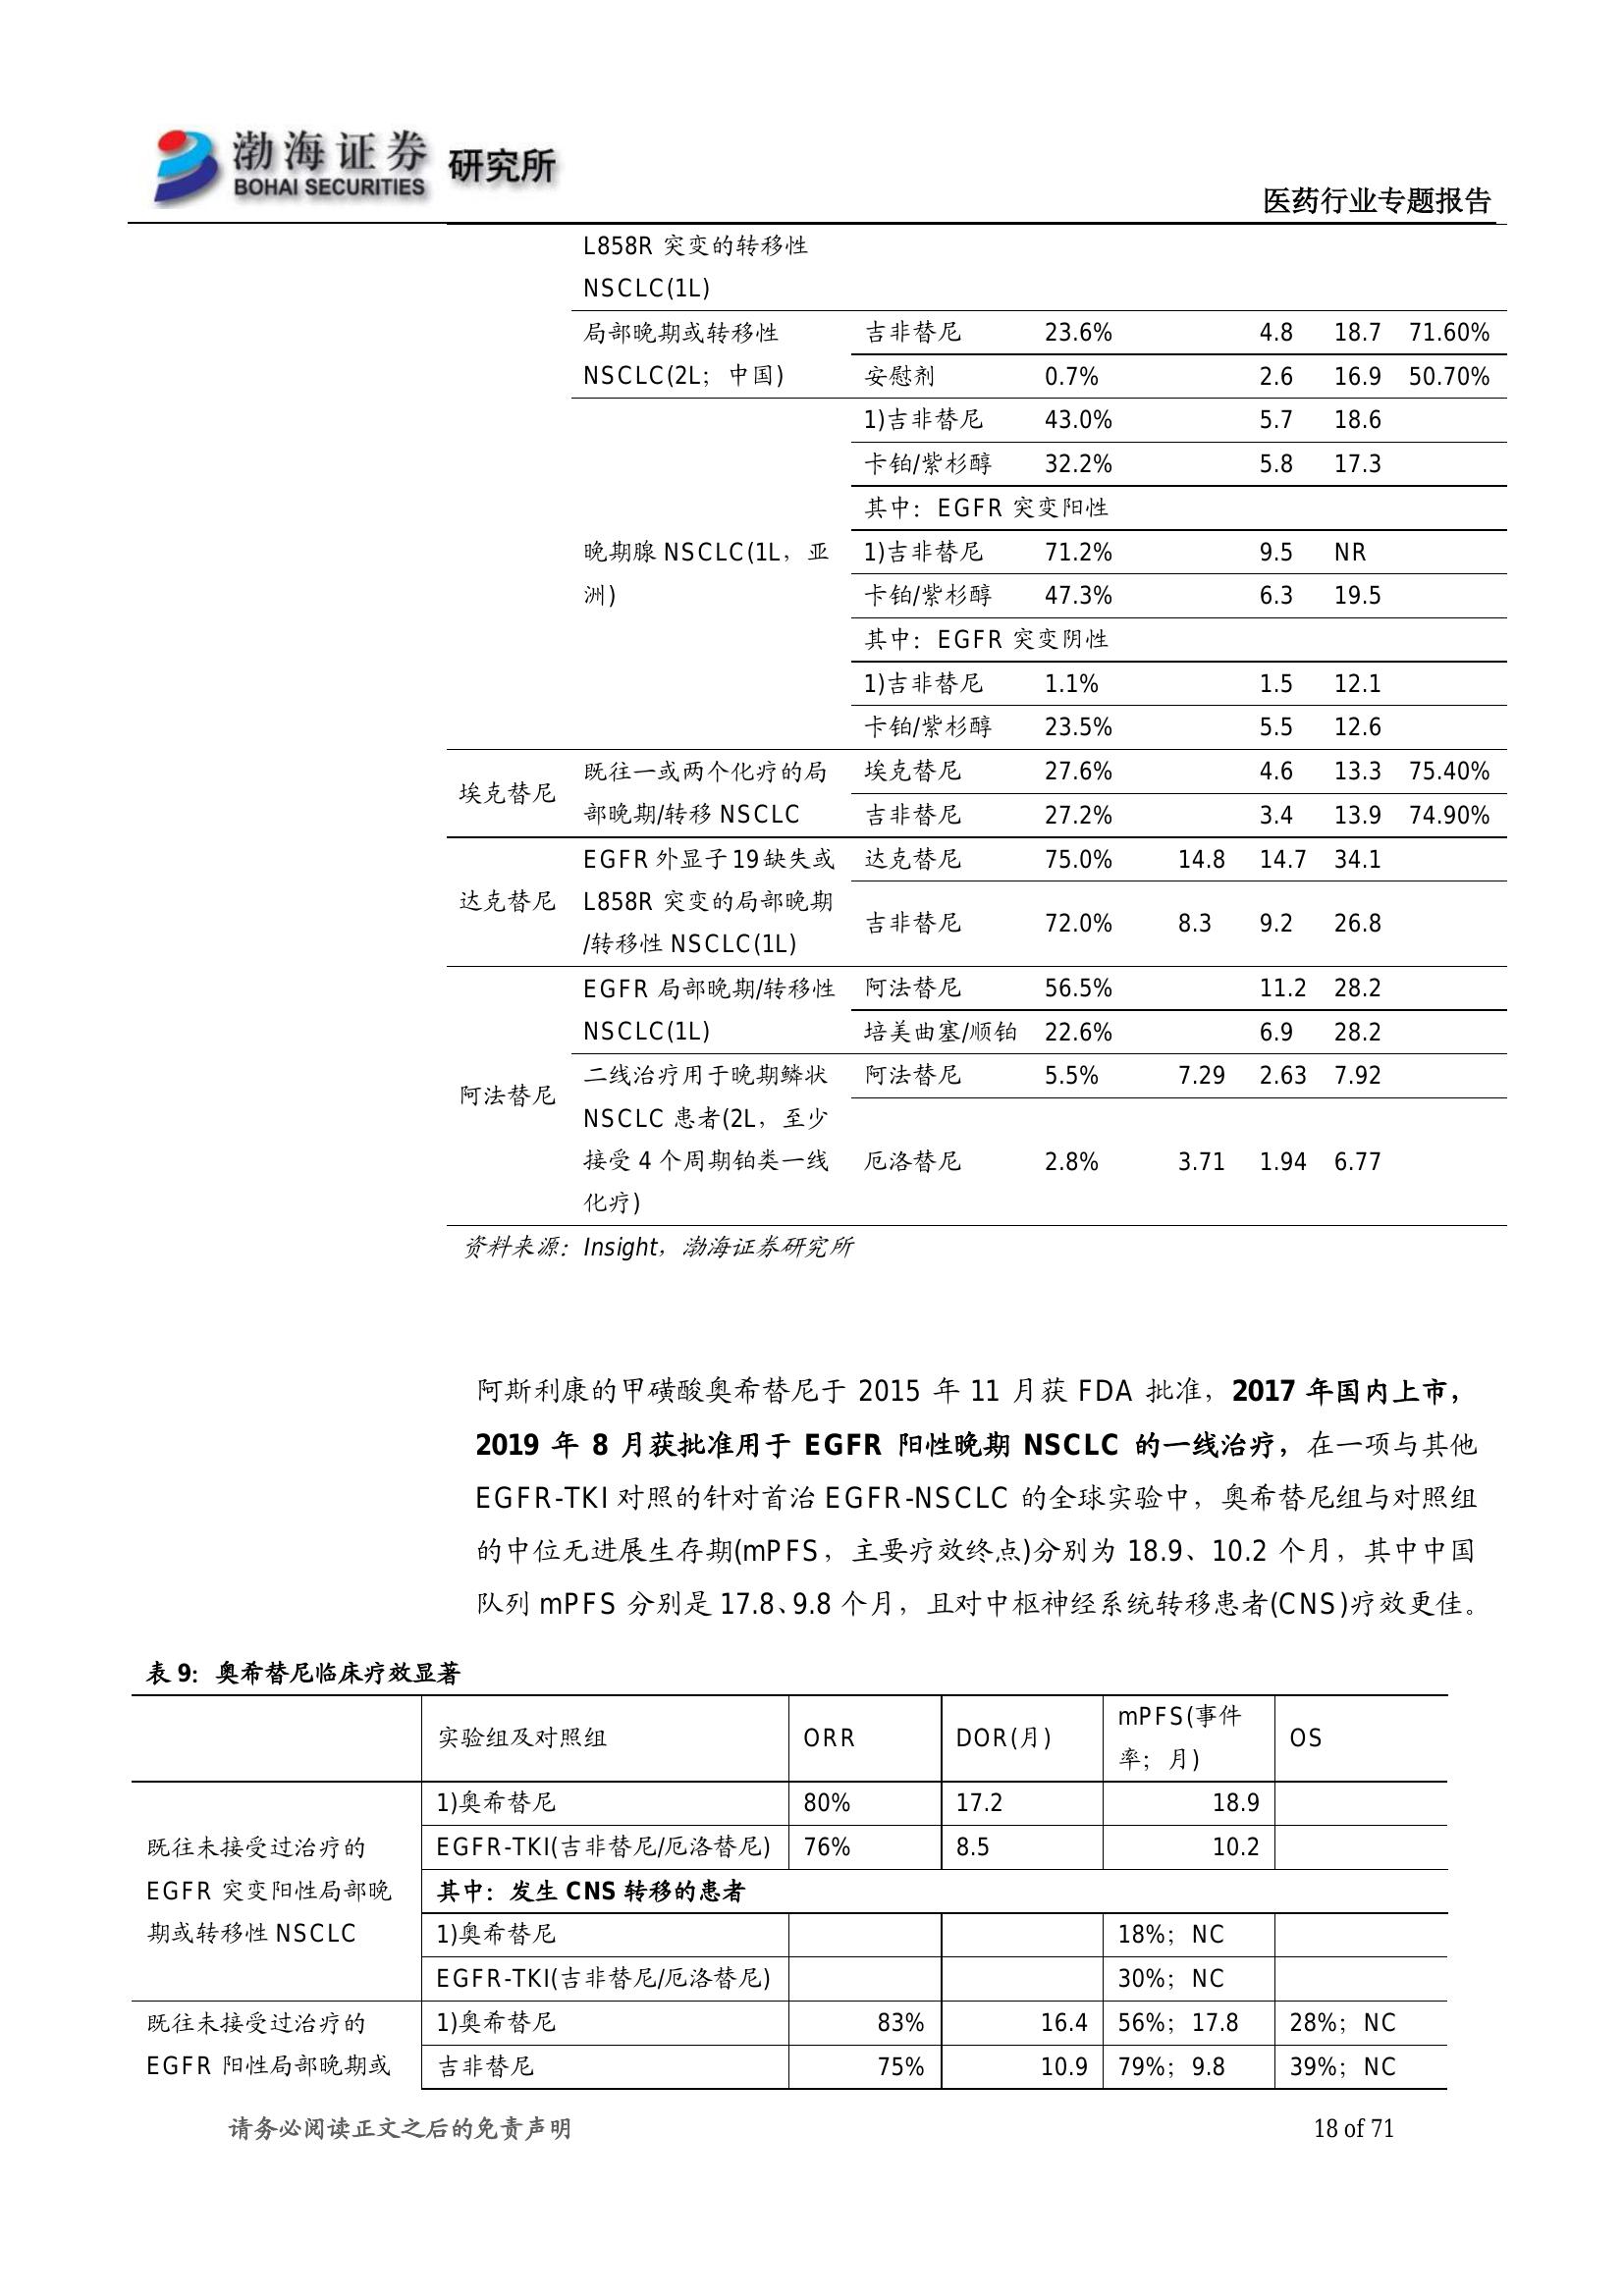 渤海证券 研究所
BOHAI SECURITIES
医药行业专题报告
L858R 突变的转移性
NSCLC(1L)
局部晚期或转移性
NSCLC(2L；中国)
吉非替尼 23.6% 4.8 18.7 71.60%
安慰剂 0.7% 2.6 16.9 50.70%
晚期腺 NSCLC(1L，亚
洲)
1)吉非替尼 43.0% 5.7 18.6
卡铂/紫杉醇 32.2% 5.8 17.3
其中：EGFR 突变阳性
1)吉非替尼 71.2% 9.5 NR
卡铂/紫杉醇 47.3% 6.3 19.5
其中：EGFR 突变阴性
1)吉非替尼 1.1% 1.5 12.1
卡铂/紫杉醇 23.5% 5.5 12.6
埃克替尼
既往一或两个化疗的局
部晚期/转移 NSCLC
埃克替尼 27.6% 4.6 13.3 75.40%
吉非替尼 27.2% 3.4 13.9 74.90%
达克替尼
EGFR 外显子 19 缺失或
L858R 突变的局部晚期
/转移性 NSCLC(1L)
达克替尼 75.0% 14.8 14.7 34.1
吉非替尼 72.0% 8.3 9.2 26.8
阿法替尼
EGFR 局部晚期/转移性
NSCLC(1L)
阿法替尼 56.5% 11.2 28.2
培美曲塞/顺铂 22.6% 6.9 28.2
二线治疗用于晚期鳞状
NSCLC 患者(2L，至少
接受 4 个周期铂类一线
化疗)
阿法替尼 5.5% 7.29 2.63 7.92
厄洛替尼 2.8% 3.71 1.94 6.77
资料来源：Insight，渤海证券研究所
阿斯利康的甲磺酸奥希替尼于 2015 年 11 月获 FDA 批准，2017 年国内上市，
2019 年 8 月获批准用于 EGFR 阳性晚期 NSCLC 的一线治疗，在一项与其他
EGFR-TKI 对照的针对首治 EGFR-NSCLC 的全球实验中，奥希替尼组与对照组
的中位无进展生存期(mPFS，主要疗效终点)分别为 18.9、10.2 个月，其中中国
队列 mPFS 分别是 17.8、9.8 个月，且对中枢神经系统转移患者(CNS)疗效更佳。
表 9：奥希替尼临床疗效显著
实验组及对照组 ORR DOR(月) mPFS(事件
率；月) OS
既往未接受过治疗的
EGFR 突变阳性局部晚
期或转移性 NSCLC
1)奥希替尼 80% 17.2 18.9
EGFR-TKI(吉非替尼/厄洛替尼) 76% 8.5 10.2
其中：发生 CNS 转移的患者
1)奥希替尼 18%；NC
EGFR-TKI(吉非替尼/厄洛替尼) 30%；NC
既往未接受过治疗的
EGFR 阳性局部晚期或
1)奥希替尼 83% 16.4 56%；17.8 28%；NC
吉非替尼 75% 10.9 79%；9.8 39%；NC
请务必阅读正文之后的免责声明
18 of 71